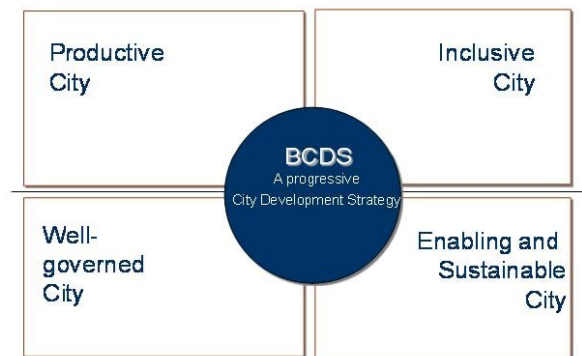 Productive
City
Inclusive
City
BCDS
A progressive
City Development Strategy
Well-
governed
City
Enabling and
Sustainable
City